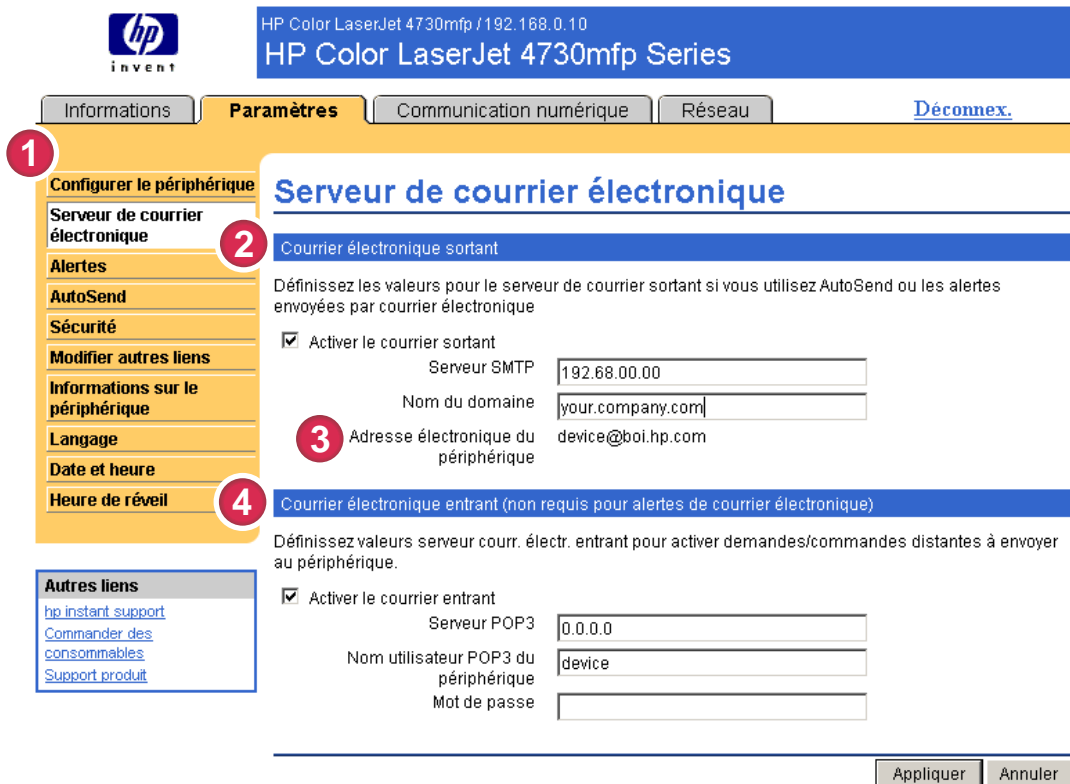 hp
invent
HP Color LaserJet 4730mfp / 192.168.0.10
HP Color LaserJet 4730mfp Series
Informations
Paramètres
Communication numérique
Réseau
Déconnex.
1
Configurer le périphérique
Serveur de courrier
électronique
Alertes
AutoSend
Sécurité
Modifier autres liens
Informations sur le
périphérique
Langage
Date et heure
Heure de réveil
Autres liens
hp instant support
Commander des
consommables
Support produit
Serveur de courrier électronique
2
Courrier électronique sortant
Définissez les valeurs pour le serveur de courrier sortant si vous utilisez AutoSend ou les alertes
envoyées par courrier électronique
Activer le courrier sortant
Serveur SMTP 192.68.00.00
Nom du domaine your.company.com
3
Adresse électronique du device@boi.hp.com
périphérique
4
Courrier électronique entrant (non requis pour alertes de courrier électronique)
Définissez valeurs serveur courr. électr. entrant pour activer demandes/commandes distantes à envoyer
au périphérique.
Activer le courrier entrant
Serveur POP3 0.0.0.0
Nom utilisateur POP3 du device
périphérique
Mot de passe
Appliquer Annuler